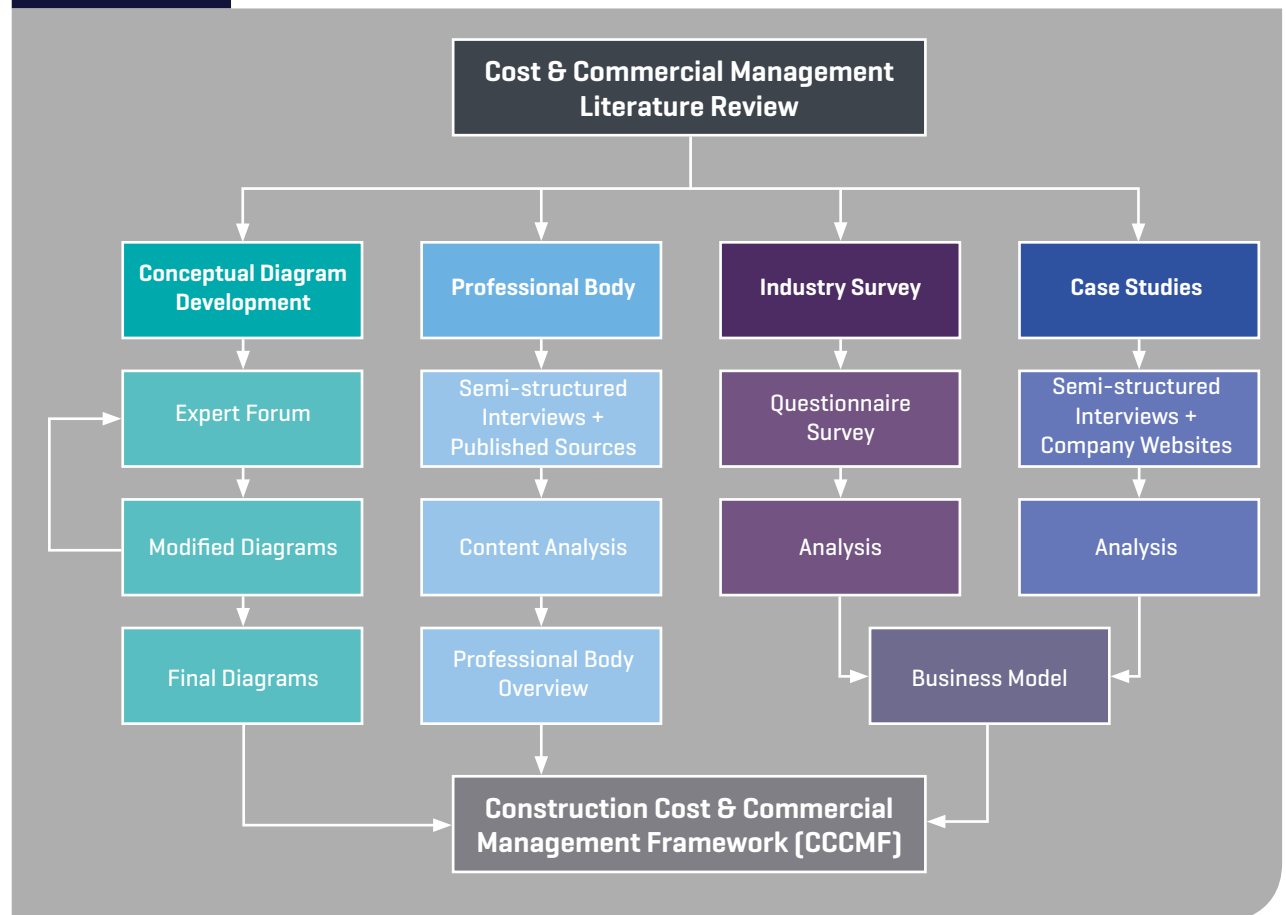 Cost & Commercial Management
Literature Review
Conceptual Diagram
Development
Professional Body
Industry Survey
Case Studies
Expert Forum
Semi-structured
Interviews +
Published Sources
Questionnaire
Survey
Semi-structured
Interviews +
Company Websites
Modified Diagrams
Content Analysis
Analysis
Analysis
Final Diagrams
Professional Body
Overview
Business Model
Construction Cost & Commercial
Management Framework (CCCMF)